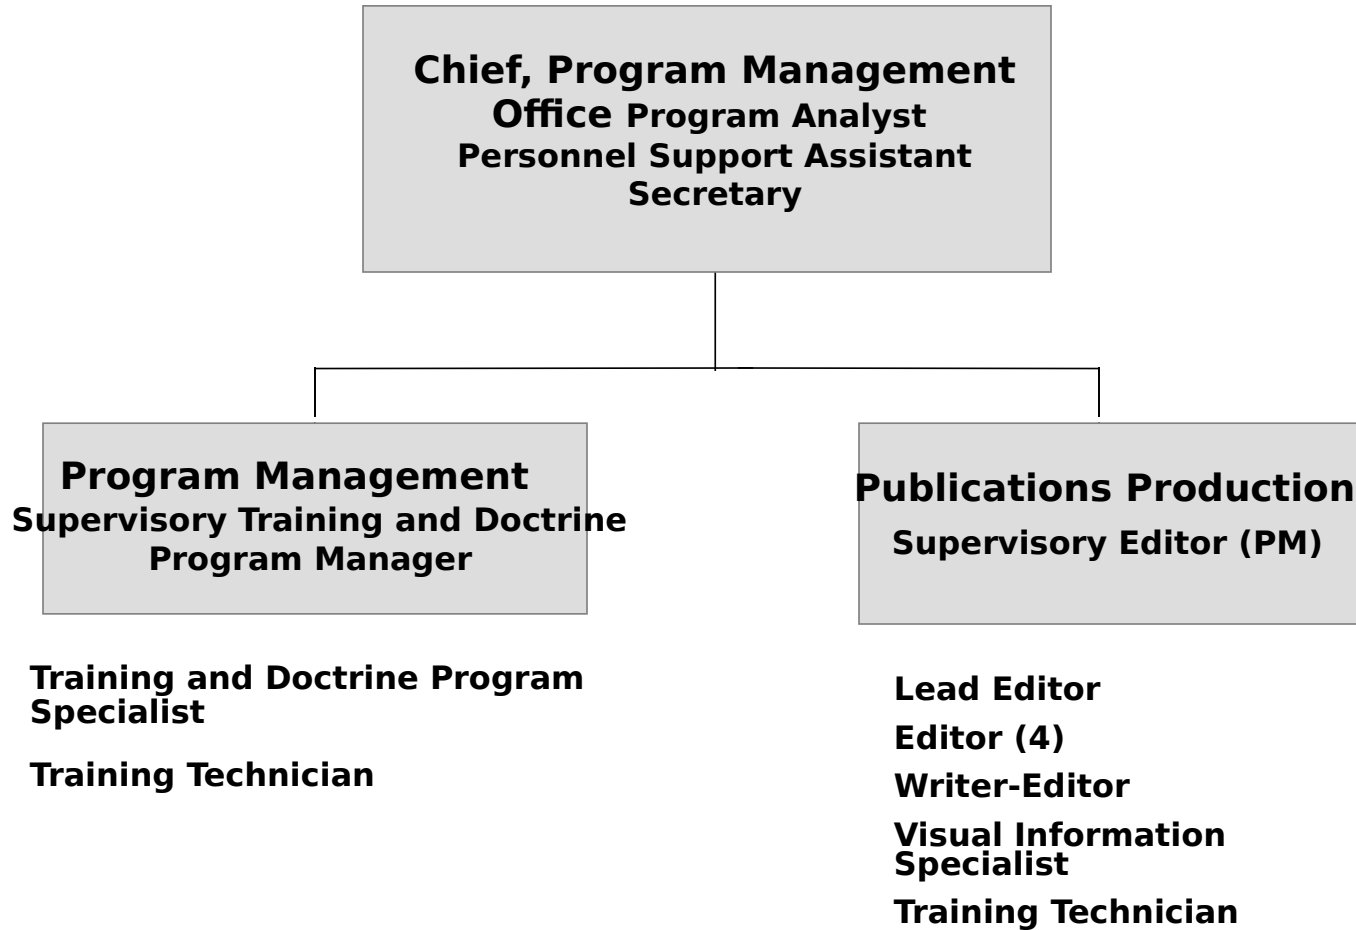 Chief, Program Management
Office Program Analyst
Personnel Support Assistant
Secretary
Program Management
Supervisory Training and Doctrine
Program Manager
Training and Doctrine Program
Specialist
Training Technician
Publications Production
Supervisory Editor (PM)
Lead Editor
Editor (4)
Writer-Editor
Visual Information
Specialist
Training Technician